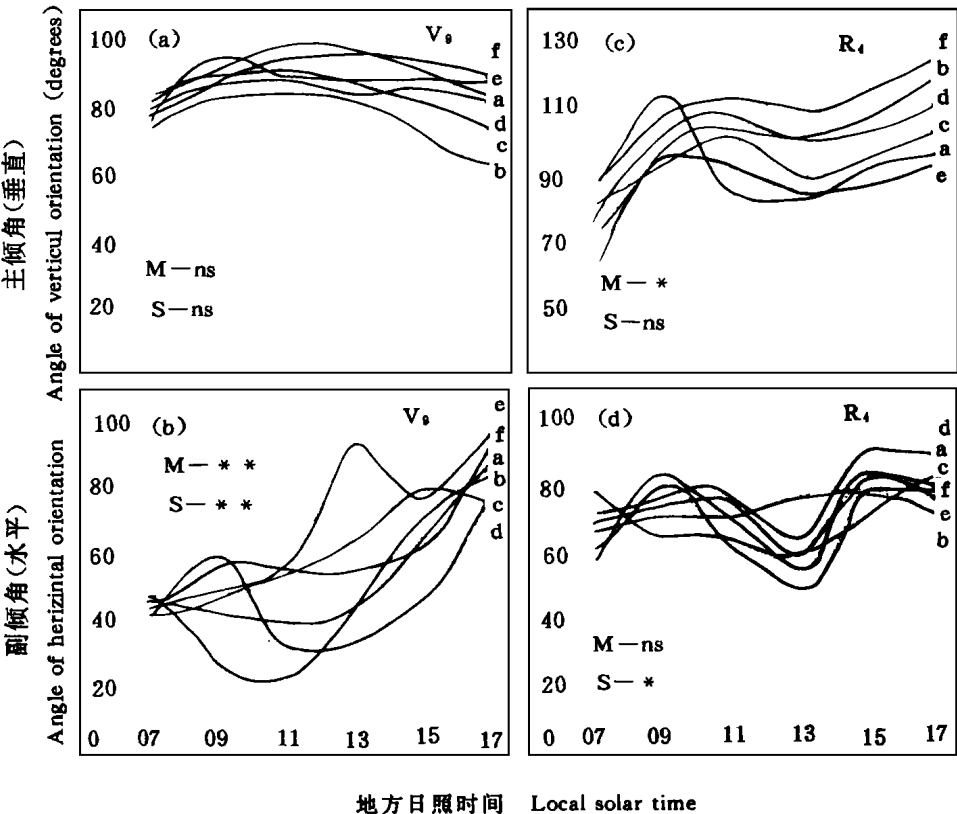 主倾角(垂直)
Angle of verticul orientation (degrees)
100 (a) V₉
80
60
40
20
M—ns
S—ns
f
e
a
d
c
b
130 (c) R₄
110
90
70
50
M—*
S—ns
f
b
d
c
a
e
副倾角(水平)
Angle of herizintal orientation
100 (b) V₉
M—* *
80
S—* *
60
40
20
0 07 09 11 13 15 17
e
f
a
b
c
d
100 (d) R₄
80
60
40
M—ns
20 S—*
0 07 09 11 13 15 17
d
a
c
f
e
b
地方日照时间 Local solar time